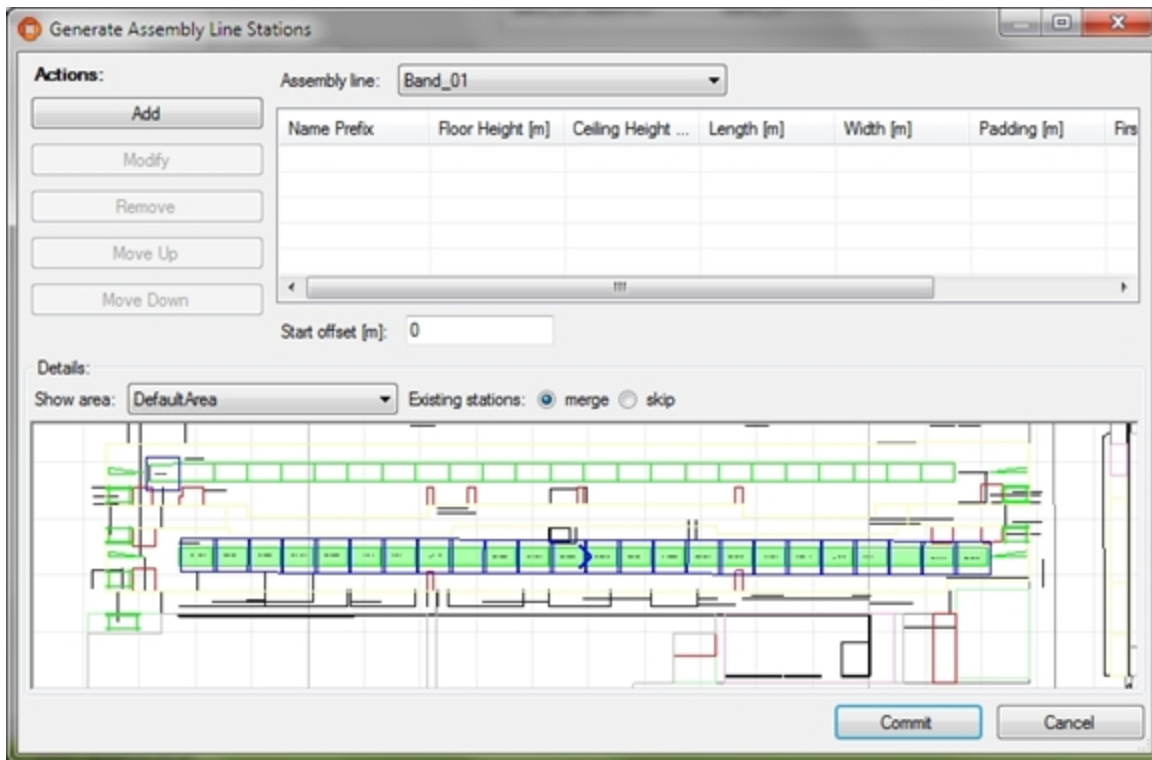 Generate Assembly Line Stations
Actions:
Add
Modify
Remove
Move Up
Move Down
Assembly line: Band_01
Name Prefix Floor Height [m] Ceiling Height ... Length [m] Width [m] Padding [m] Firs
Start offset [m]: 0
Details:
Show area: DefaultArea Existing stations: merge skip
Commit Cancel